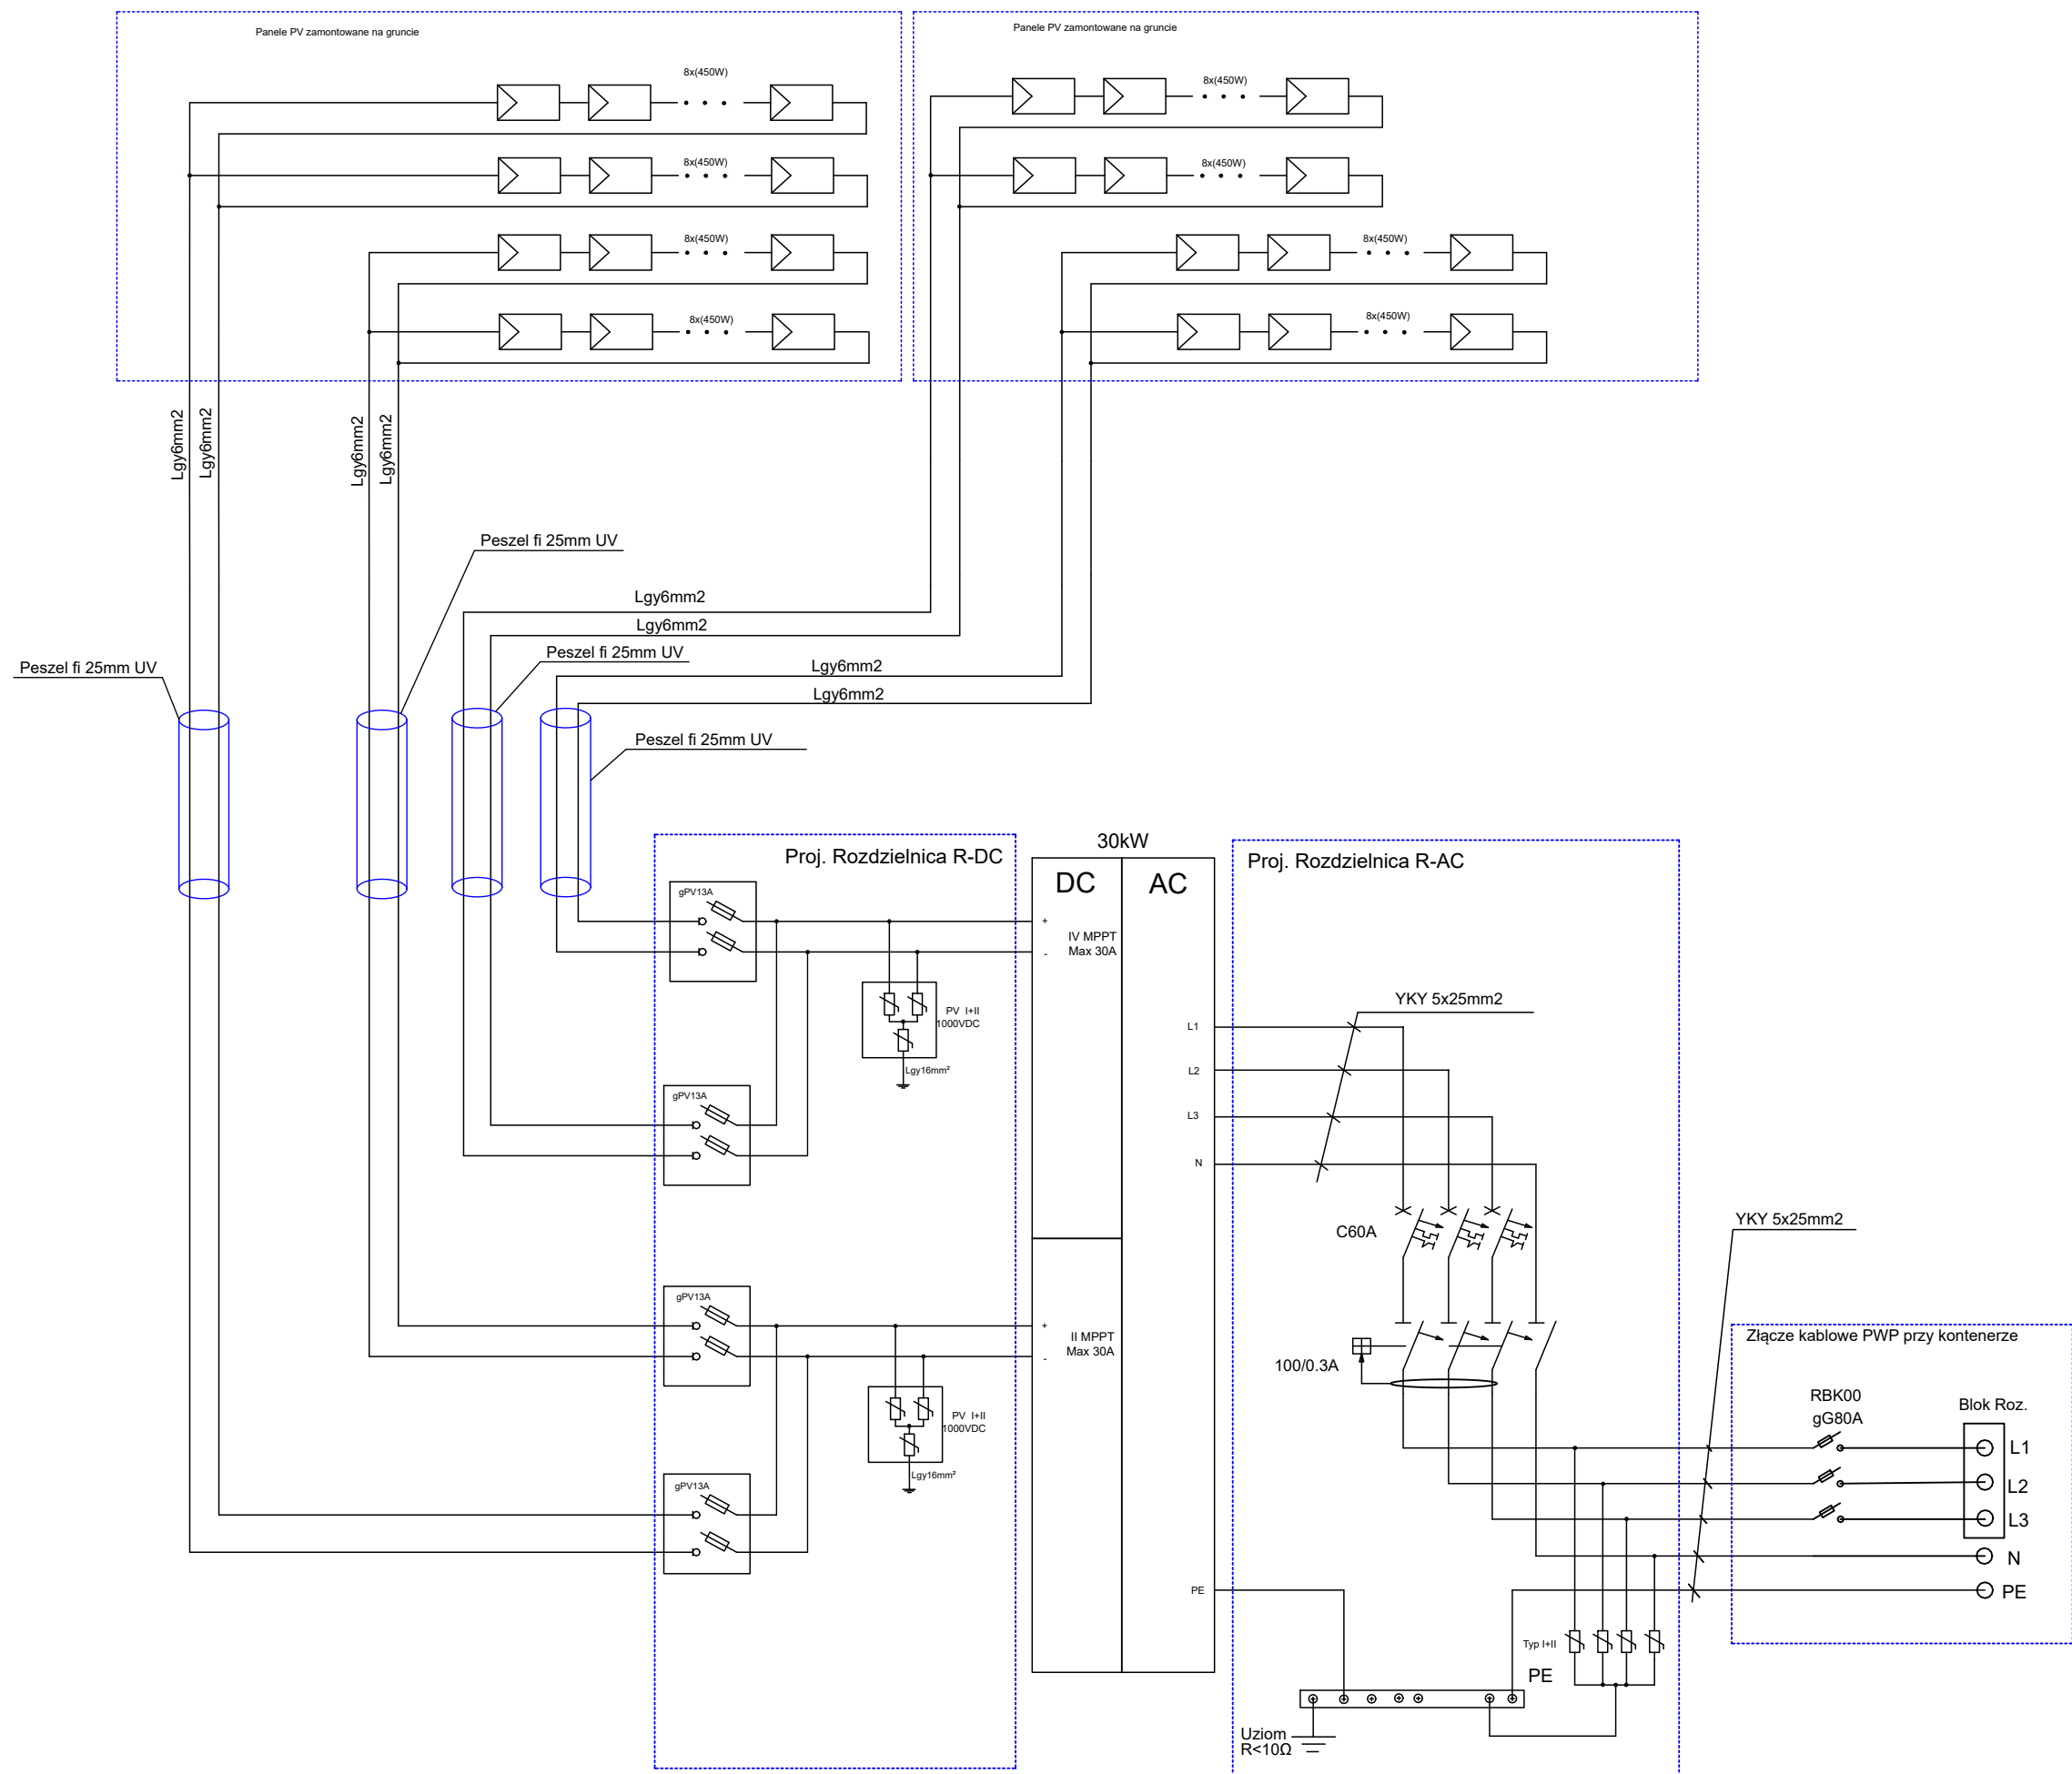 Panele PV zamontowane na gruncie
Panele PV zamontowane na gruncie
8x(450W)
8x(450W)
8x(450W)
8x(450W)
8x(450W)
8x(450W)
8x(450W)
8x(450W)
Lgy6mm2
Lgy6mm2
Lgy6mm2
Lgy6mm2
Peszel fi 25mm UV
Lgy6mm2
Lgy6mm2
Peszel fi 25mm UV
Peszel fi 25mm UV
Lgy6mm2
Lgy6mm2
Peszel fi 25mm UV
Proj. Rozdzielnica R-DC
30kW
DC
AC
Proj. Rozdzielnica R-AC
gPV13A
+
-
IV MPPT
Max 30A
PV I+II
1000VDC
Lgy16mm²
gPV13A
YKY 5x25mm2
L1
L2
L3
N
C60A
YKY 5x25mm2
gPV13A
+
-
II MPPT
Max 30A
PV I+II
1000VDC
Lgy16mm²
gPV13A
100/0.3A
Złącze kablowe PWP przy kontenerze
RBK00
gG80A
Blok Roz.
L1
L2
L3
N
PE
PE
Typ I+II
PE
Uziom
R<10Ω